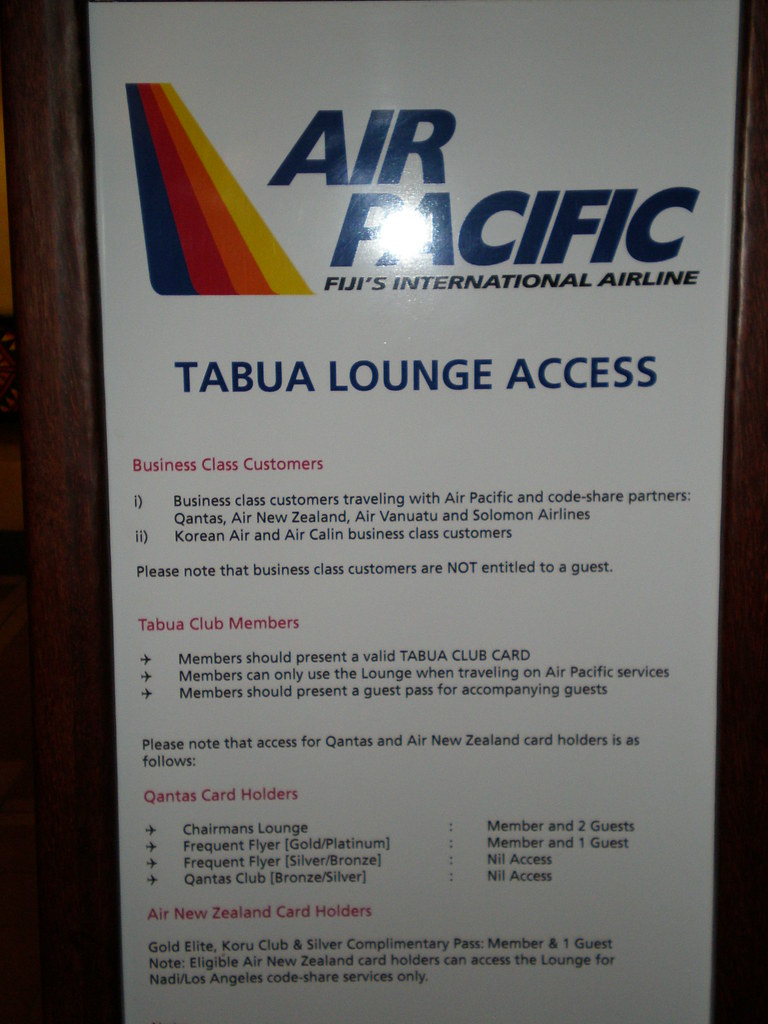 AIR
PACIFIC
FIJI'S INTERNATIONAL AIRLINE
TABUA LOUNGE ACCESS
Business Class Customers
i) Business class customers traveling with Air Pacific and code-share partners:
Qantas, Air New Zealand, Air Vanuatu and Solomon Airlines
ii) Korean Air and Air Calin business class customers
Please note that business class customers are NOT entitled to a guest.
Tabua Club Members
Members should present a valid TABUA CLUB CARD
Members can only use the Lounge when traveling on Air Pacific services
Members should present a guest pass for accompanying guests
Please note that access for Qantas and Air New Zealand card holders is as
follows:
Qantas Card Holders
Chairmans Lounge : Member and 2 Guests
Frequent Flyer [Gold/Platinum] : Member and 1 Guest
Frequent Flyer [Silver/Bronze] : Nil Access
Qantas Club [Bronze/Silver] : Nil Access
Air New Zealand Card Holders
Gold Elite, Koru Club & Silver Complimentary Pass: Member & 1 Guest
Note: Eligible Air New Zealand card holders can access the Lounge for
Nadi/Los Angeles code-share services only.